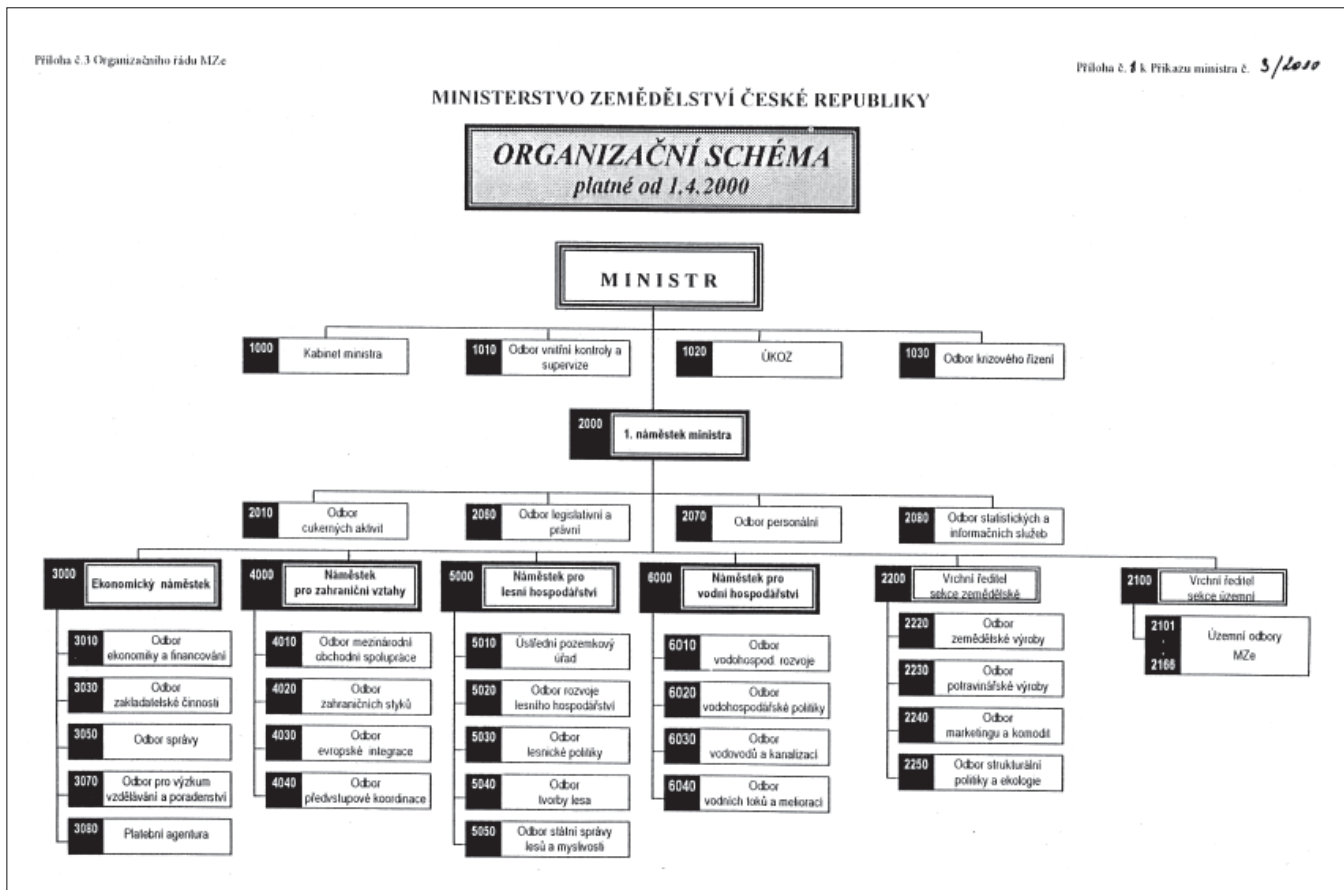 Příloha č.3 Organizačního řádu MZe
Příloha č. 1 k Příkazu ministra č. 3/2000
MINISTERSTVO ZEMĚDĚLSTVÍ ČESKÉ REPUBLIKY
ORGANIZAČNÍ SCHÉMA
platné od 1.4.2000
MINISTR
1000
Kabinet ministra
1010
Odbor vnitřní kontroly a
supervize
1020
ÚKOZ
1030
Odbor krizového řízení
2000
1. náměstek ministra
2010
Odbor
cukerných aktivit
2060
Odbor legislativní a
právní
2070
Odbor personální
2080
Odbor statistických a
informačních služeb
3000
Ekonomický náměstek
3010
Odbor
ekonomiky a financování
3030
Odbor
zakladatelské činnosti
3050
Odbor správy
3070
Odbor pro výzkum
vzdělávání a poradenství
3080
Platební agentura
4000
Náměstek
pro zahraniční vztahy
4010
Odbor mezinárodní
obchodní spolupráce
4020
Odbor
zahraničních styků
4030
Odbor
evropské integrace
4040
Odbor
předvstupové koordinace
5000
Náměstek pro
lesní hospodářství
5010
Ústřední pozemkový
úřad
5020
Odbor rozvoje
lesního hospodářství
5030
Odbor
lesnické politiky
5040
Odbor
tvorby lesa
5050
Odbor státní správy
lesů a myslivosti
6000
Náměstek pro
vodní hospodářství
6010
Odbor
vodohospod. rozvoje
6020
Odbor
vodohospodářské politiky
6030
Odbor
vodovodů a kanalizací
6040
Odbor
vodních toků a meliorací
2200
Vrchní ředitel
sekce zemědělské
2220
Odbor
zemědělské výroby
2230
Odbor
potravinářské výroby
2240
Odbor
marketingu a komodit
2250
Odbor strukturální
politiky a ekologie
2100
Vrchní ředitel
sekce územní
2101
.
2166
Územní odbory
MZe